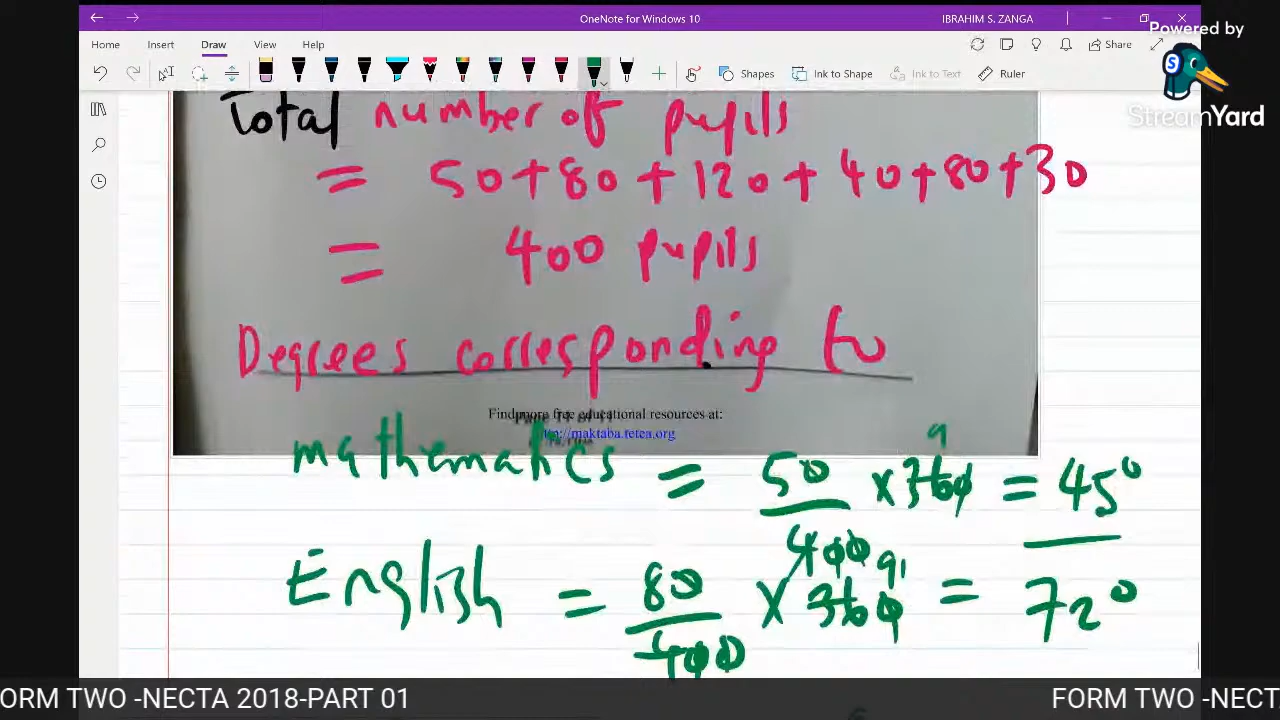 OneNote for Windows 10
IBRAHIM S. ZANGA
Powered by
StreamYard
Home Insert Draw View Help
Share
Shapes Ink to Shape Ink to Text Ruler
Total number of pupils
= 50+80+120+40+80+30
= 400 pupils
Degrees corresponding to
Find more free educational resources at:
http://maktaba.tetea.org
mathematics = 50/400 × 360 = 45°
9
English = 80/400 × 360 = 72°
9
FORM TWO -NECTA 2018-PART 01
FORM TWO -NECT